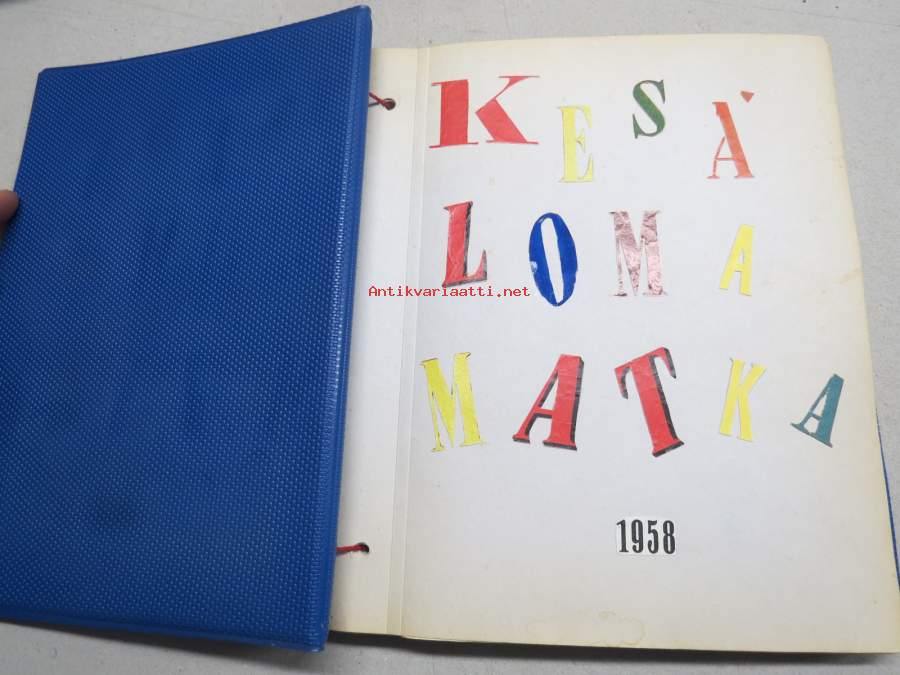 KESÄ
LOMA
Antikvariaatti.net
MATKA
1958